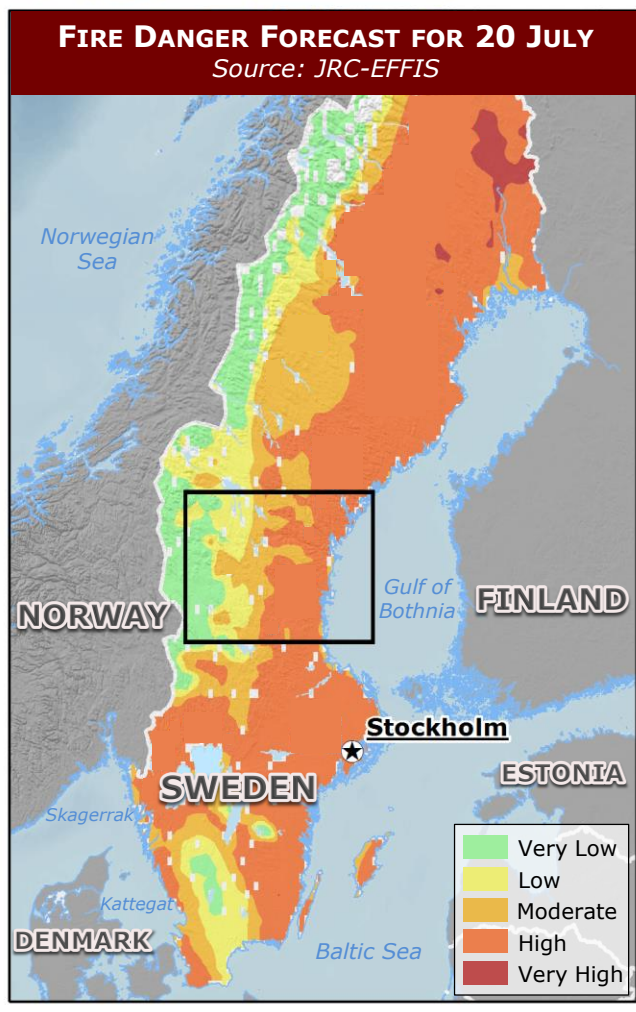 FIRE DANGER FORECAST FOR 20 JULY
Source: JRC-EFFIS
Norwegian
Sea
Gulf of
Bothnia
FINLAND
NORWAY
Stockholm
ESTONIA
SWEDEN
Skagerrak
Kattegat
DENMARK
Baltic Sea
Very Low
Low
Moderate
High
Very High